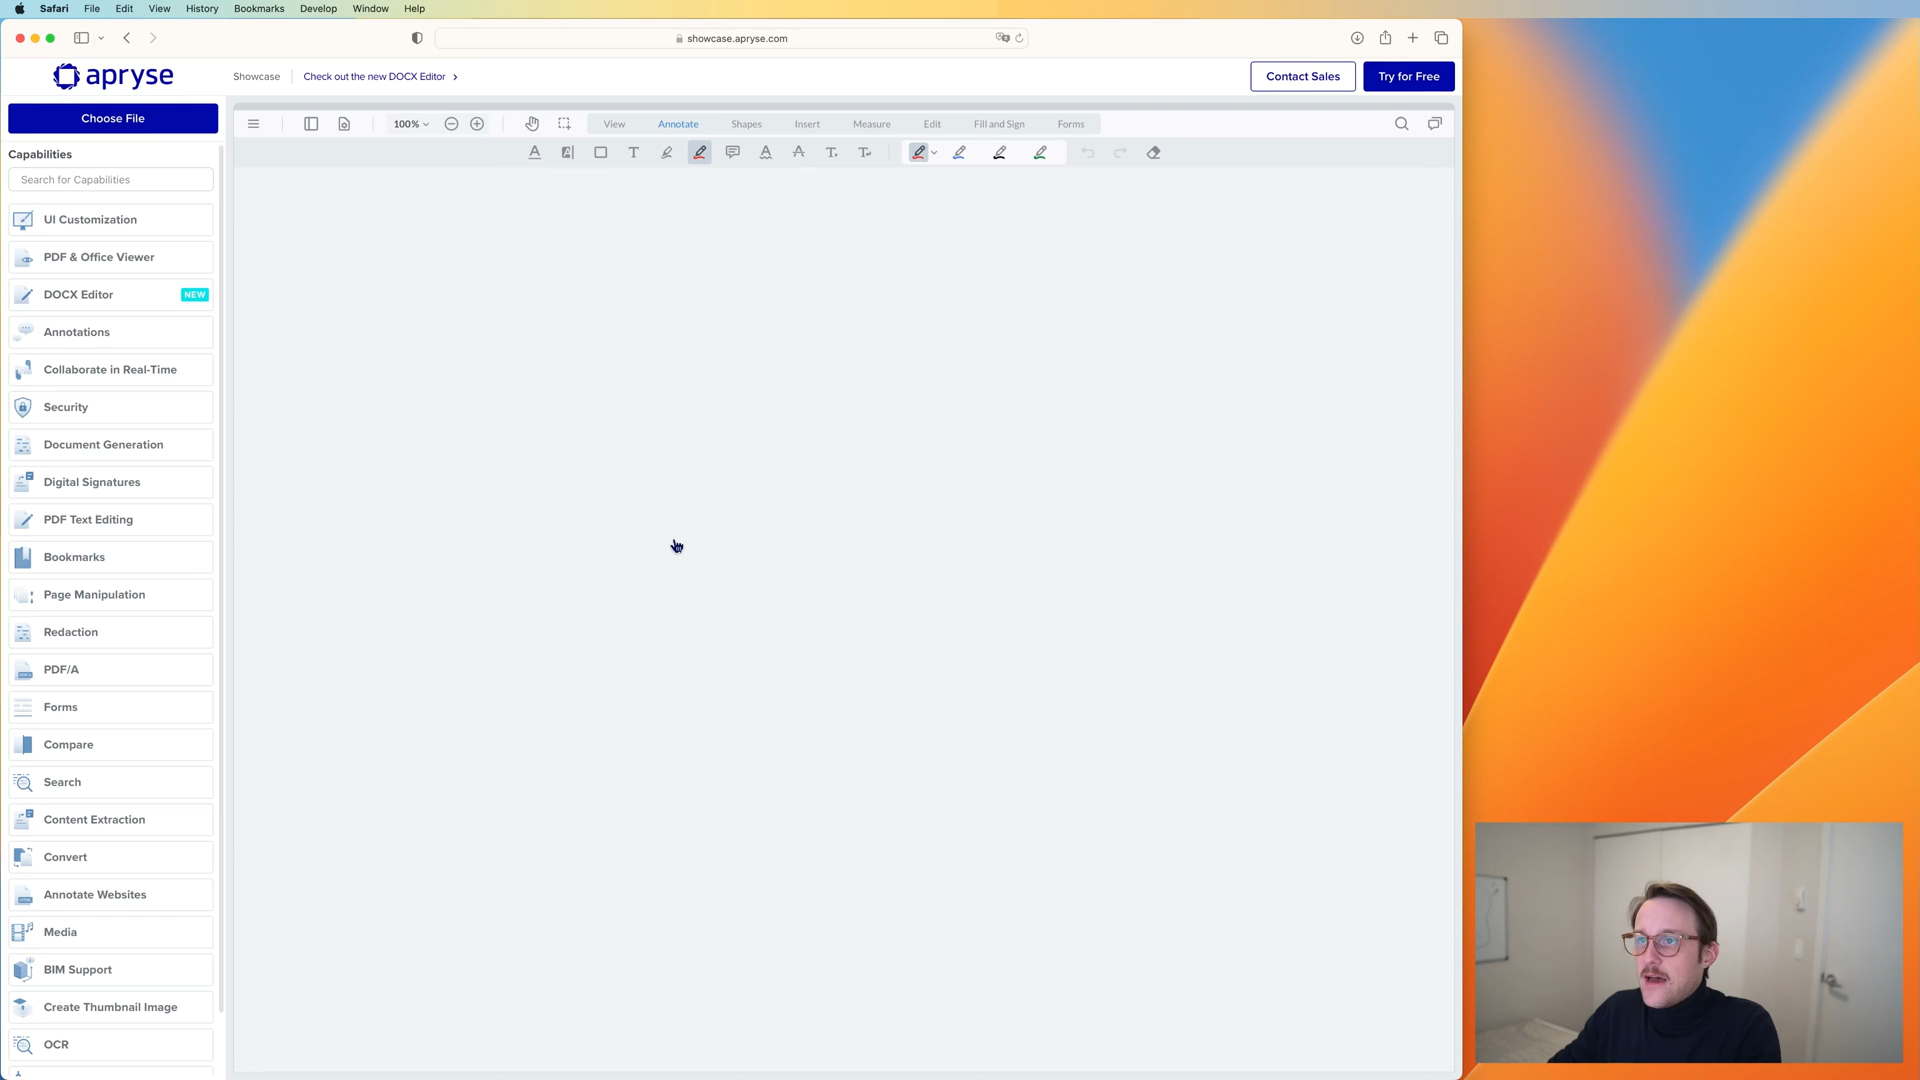 Safari File Edit View History Bookmarks Develop Window Help
showcase.apryse.com
apryse
Showcase
Check out the new DOCX Editor
Contact Sales
Try for Free
Choose File
100%
View
Annotate
Shapes
Insert
Measure
Edit
Fill and Sign
Forms
Capabilities
Search for Capabilities
UI Customization
PDF & Office Viewer
DOCX Editor NEW
Annotations
Collaborate in Real-Time
Security
Document Generation
Digital Signatures
PDF Text Editing
Bookmarks
Page Manipulation
Redaction
PDF/A
Forms
Compare
Search
Content Extraction
Convert
Annotate Websites
Media
BIM Support
Create Thumbnail Image
OCR